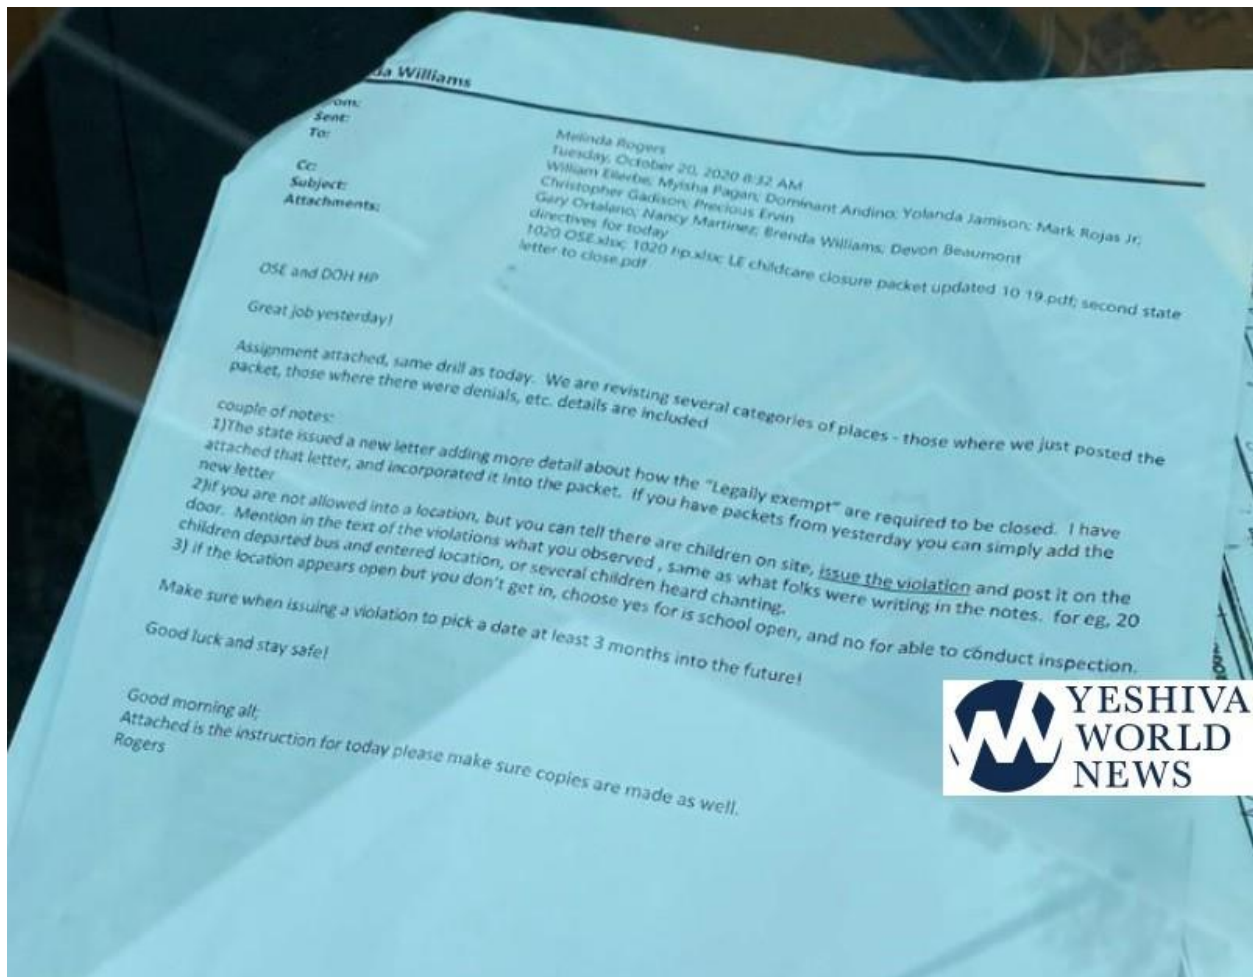 da Williams
From:
Sent:
To:
Cc:
Subject:
Attachments:
Melinda Rogers
Tuesday, October 20, 2020 8:32 AM
William Ellerbe; Myisha Pagan; Dominant Andino; Yolanda Jamison; Mark Rojas Jr;
Christopher Gadison; Precious Ervin
Gary Ortalano; Nancy Martinez; Brenda Williams; Devon Beaumont
directives for today
1020 OSE.xlsx; 1020 hp.xlsx; LE childcare closure packet updated 10 19.pdf; second state
letter to close.pdf
OSE and DOH HP
Great job yesterday!
Assignment attached, same drill as today. We are revisting several categories of places - those where we just posted the
packet, those where there were denials, etc. details are included
couple of notes:
1)The state issued a new letter adding more detail about how the "Legally exempt" are required to be closed. I have
attached that letter, and incorporated it into the packet. If you have packets from yesterday you can simply add the
new letter
2)if you are not allowed into a location, but you can tell there are children on site, issue the violation and post it on the
door. Mention in the text of the violations what you observed , same as what folks were writing in the notes. for eg, 20
children departed bus and entered location, or several children heard chanting.
3) if the location appears open but you don't get in, choose yes for is school open, and no for able to conduct inspection.
Make sure when issuing a violation to pick a date at least 3 months into the future!
Good luck and stay safe!
Good morning all;
Attached is the instruction for today please make sure copies are made as well.
Rogers
YESHIVA
WORLD
NEWS